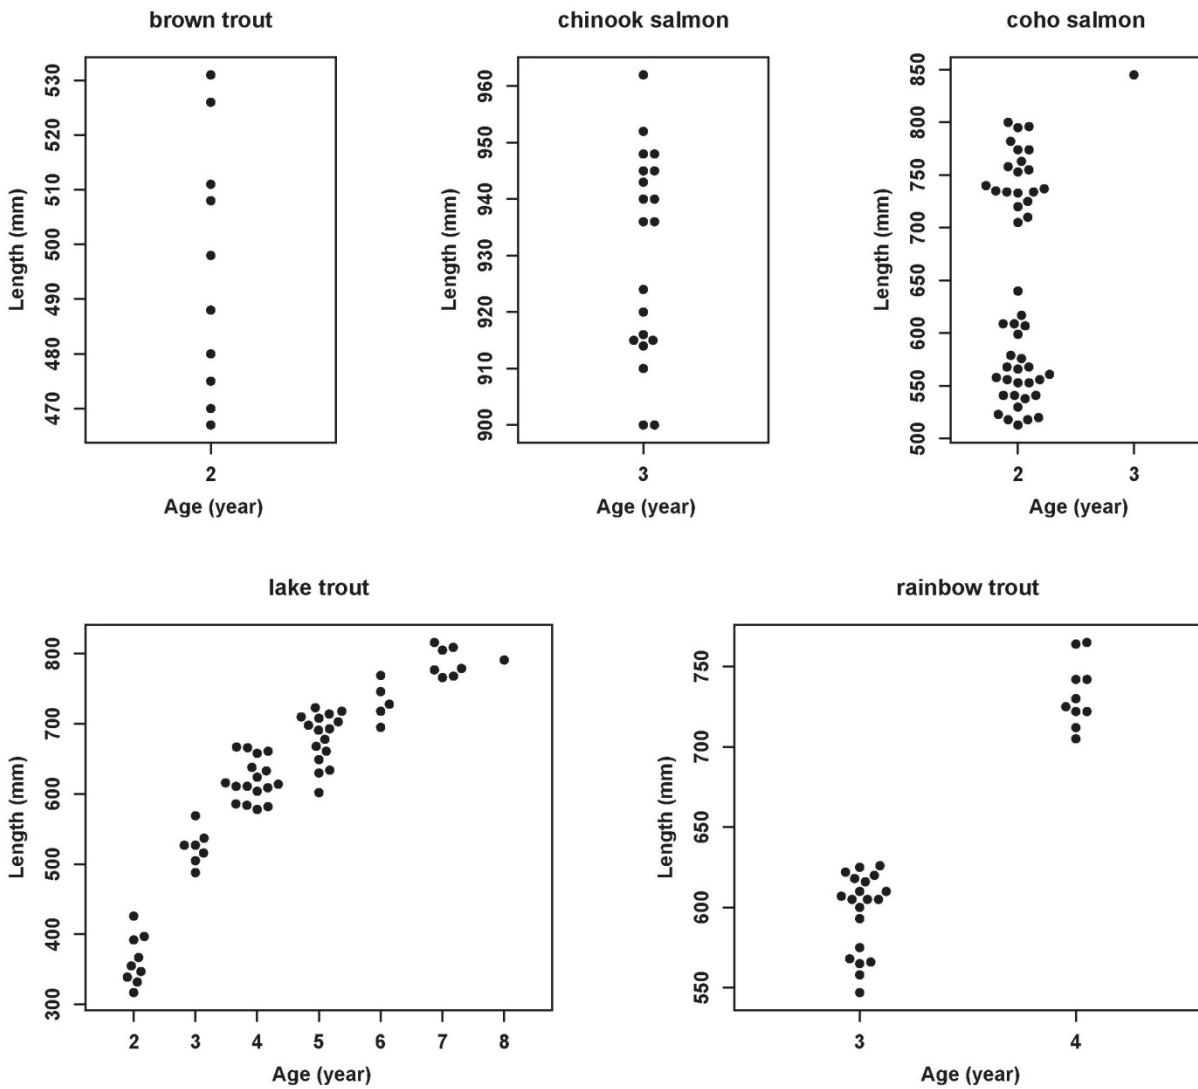 brown trout
530
520
510
500
490
480
470
Length (mm)
2
Age (year)
chinook salmon
960
950
940
930
920
910
900
Length (mm)
3
Age (year)
coho salmon
850
800
750
700
650
600
550
500
Length (mm)
2 3
Age (year)
lake trout
800
700
600
500
400
300
Length (mm)
2 3 4 5 6 7 8
Age (year)
rainbow trout
750
700
650
600
550
Length (mm)
3 4
Age (year)